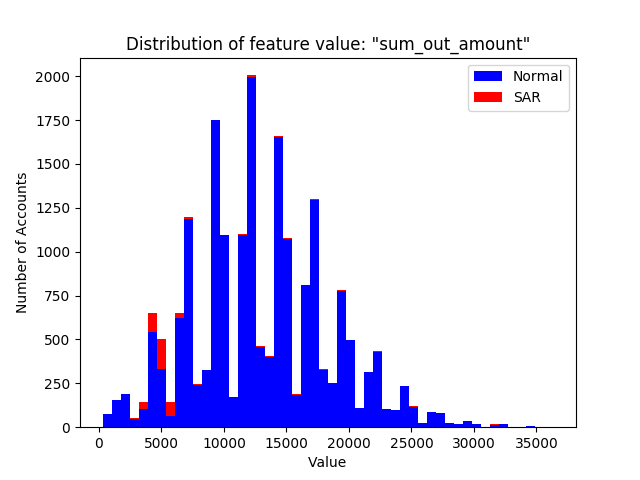 Distribution of feature value: "sum_out_amount"
Normal
SAR
Number of Accounts
2000
1750
1500
1250
1000
750
500
250
0
0 5000 10000 15000 20000 25000 30000 35000
Value